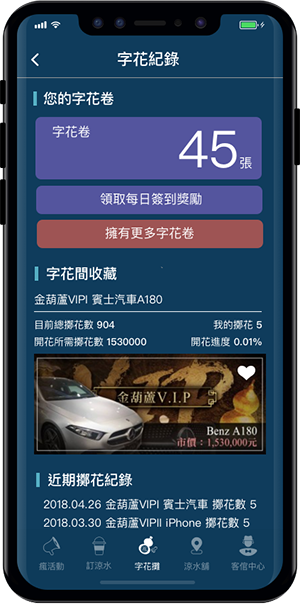 字花紀錄
您的字花卷
字花卷
45 張
領取每日簽到獎勵
擁有更多字花卷
字花間收藏
金葫蘆VIPI 賓士汽車A180
目前總擲花數 904 我的擲花 5
開花所需擲花數 1530000 開花進度 0.01%
金葫蘆V.I.P
Benz A180
市價：1,530,000元
近期擲花紀錄
2018.04.26 金葫蘆VIPI 賓士汽車 擲花數 5
2018.03.30 金葫蘆VIPII iPhone 擲花數 5
瘋活動 訂涼水 字花攤 涼水舖 客信中心